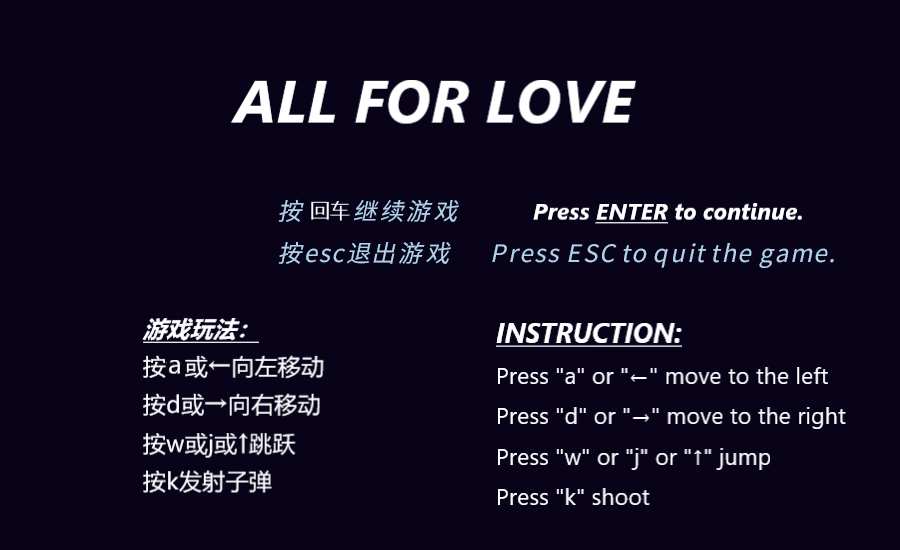 ALL FOR LOVE
按 回车 继续游戏
Press ENTER to continue.
按esc退出游戏
Press ESC to quit the game.
游戏玩法:
按a或←向左移动
按d或→向右移动
按w或j或↑跳跃
按k发射子弹
INSTRUCTION:
Press "a" or "←" move to the left
Press "d" or "→" move to the right
Press "w" or "j" or "↑" jump
Press "k" shoot